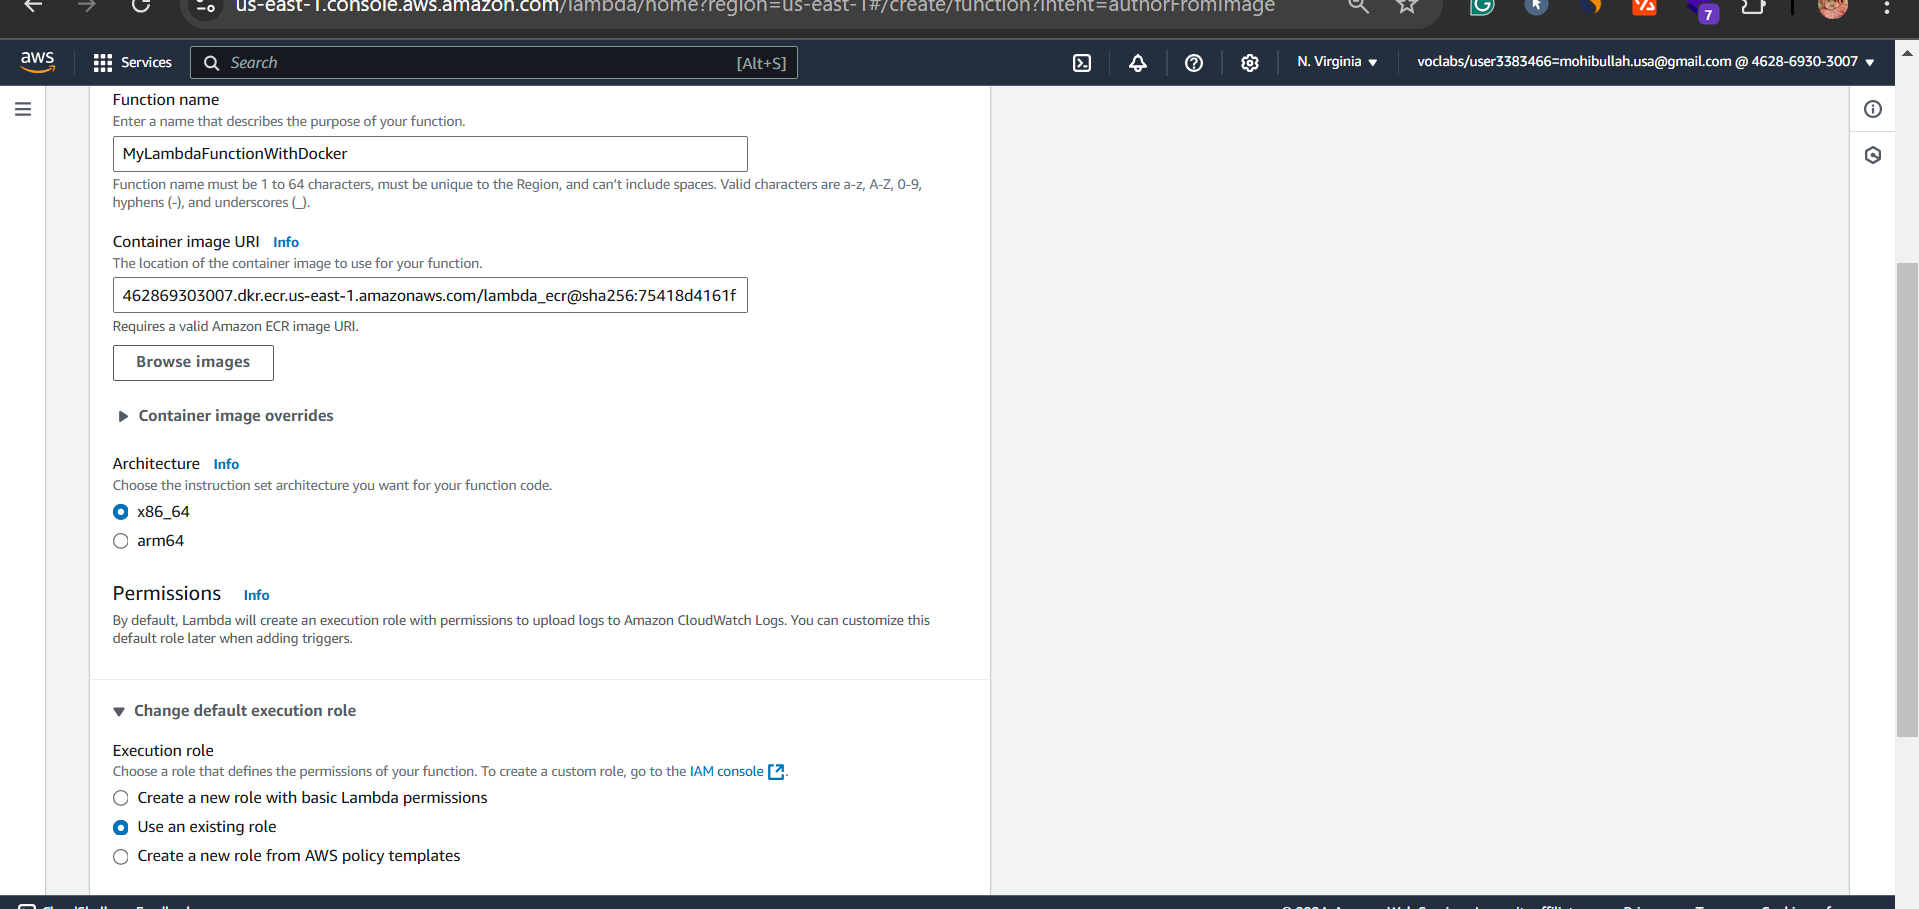 us-east-1.console.aws.amazon.com/lambda/home?region=us-east-1#/create/function?intent=authorFromImage
7
aws
Services
Search
[Alt+S]
N. Virginia
voclabs/user3383466=mohibullah.usa@gmail.com @ 4628-6930-3007
Function name
Enter a name that describes the purpose of your function.
MyLambdaFunctionWithDocker
Function name must be 1 to 64 characters, must be unique to the Region, and can't include spaces. Valid characters are a-z, A-Z, 0-9,
hyphens (-), and underscores (_).
Container image URI Info
The location of the container image to use for your function.
462869303007.dkr.ecr.us-east-1.amazonaws.com/lambda_ecr@sha256:75418d4161f
Requires a valid Amazon ECR image URI.
Browse images
Container image overrides
Architecture Info
Choose the instruction set architecture you want for your function code.
x86_64
arm64
Permissions Info
By default, Lambda will create an execution role with permissions to upload logs to Amazon CloudWatch Logs. You can customize this
default role later when adding triggers.
Change default execution role
Execution role
Choose a role that defines the permissions of your function. To create a custom role, go to the IAM console.
Create a new role with basic Lambda permissions
Use an existing role
Create a new role from AWS policy templates